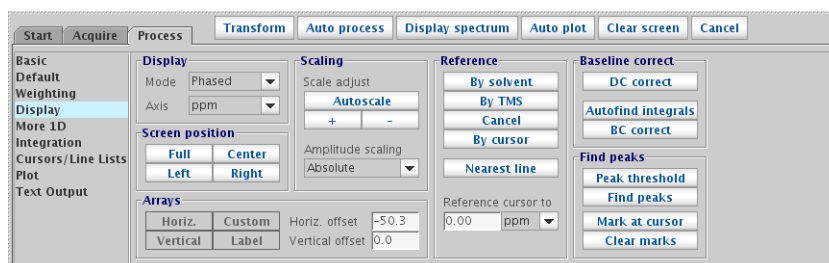 Start Acquire Process Transform Auto process Display spectrum Auto plot Clear screen Cancel
Basic
Default
Weighting
Display
More 1D
Integration
Cursors/Line Lists
Plot
Text Output
Display
Mode Phased
Axis ppm
Screen position
Full Center
Left Right
Scaling
Scale adjust
Autoscale
+ -
Amplitude scaling
Absolute
Arrays
Horiz. Custom Horiz. offset -50.3
Vertical Label Vertical offset 0.0
Reference
By solvent
By TMS
Cancel
By cursor
Nearest line
Reference cursor to
0.00 ppm
Baseline correct
DC correct
Autofind integrals
BC correct
Find peaks
Peak threshold
Find peaks
Mark at cursor
Clear marks